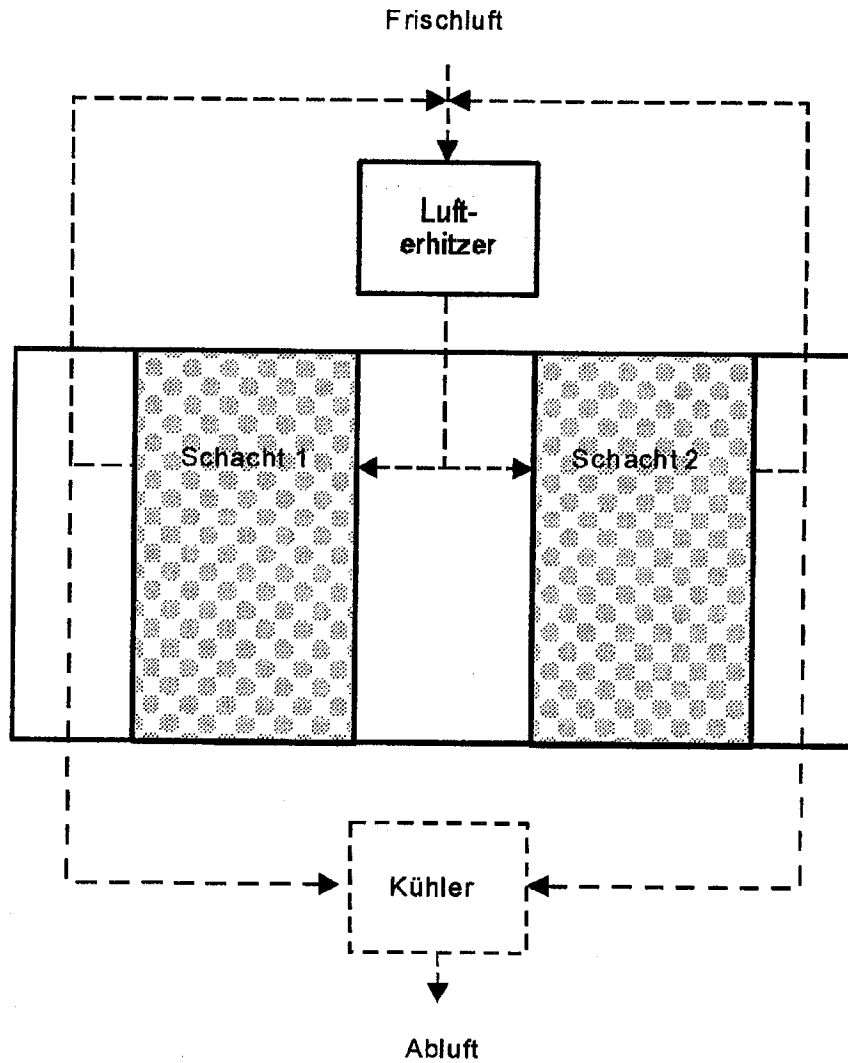 Frischluft
Luft-
erhitzer
Schacht 1
Schacht 2
Kühler
Abluft